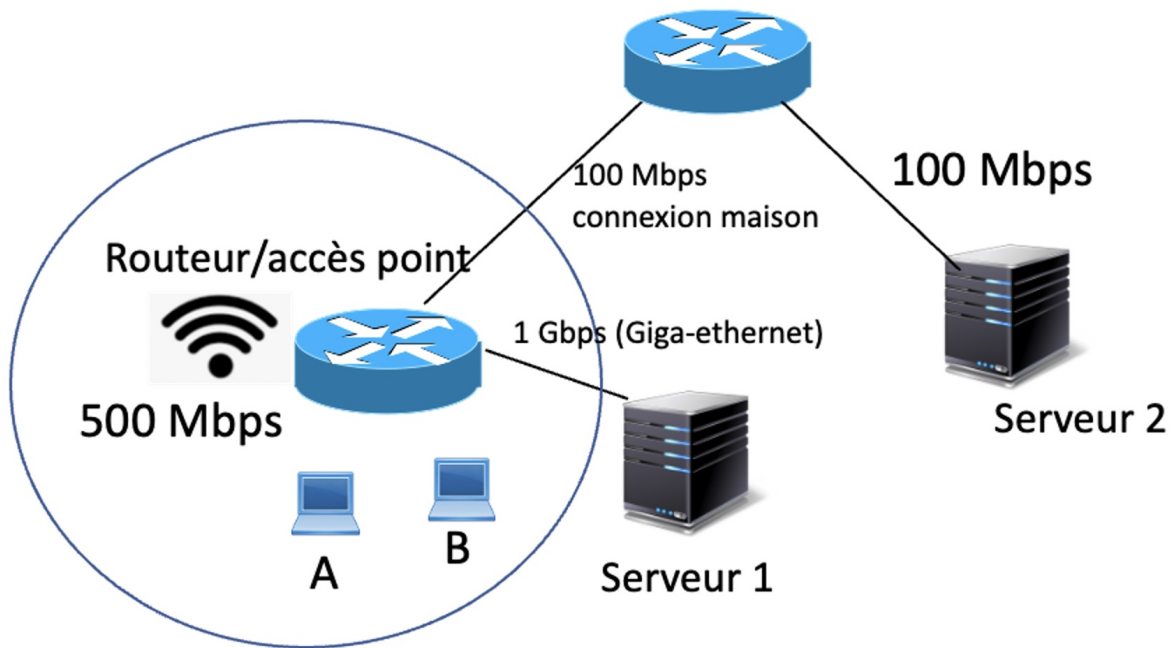 100 Mbps
connexion maison
100 Mbps
Routeur/accès point
500 Mbps
1 Gbps (Giga-ethernet)
Serveur 2
A
B
Serveur 1